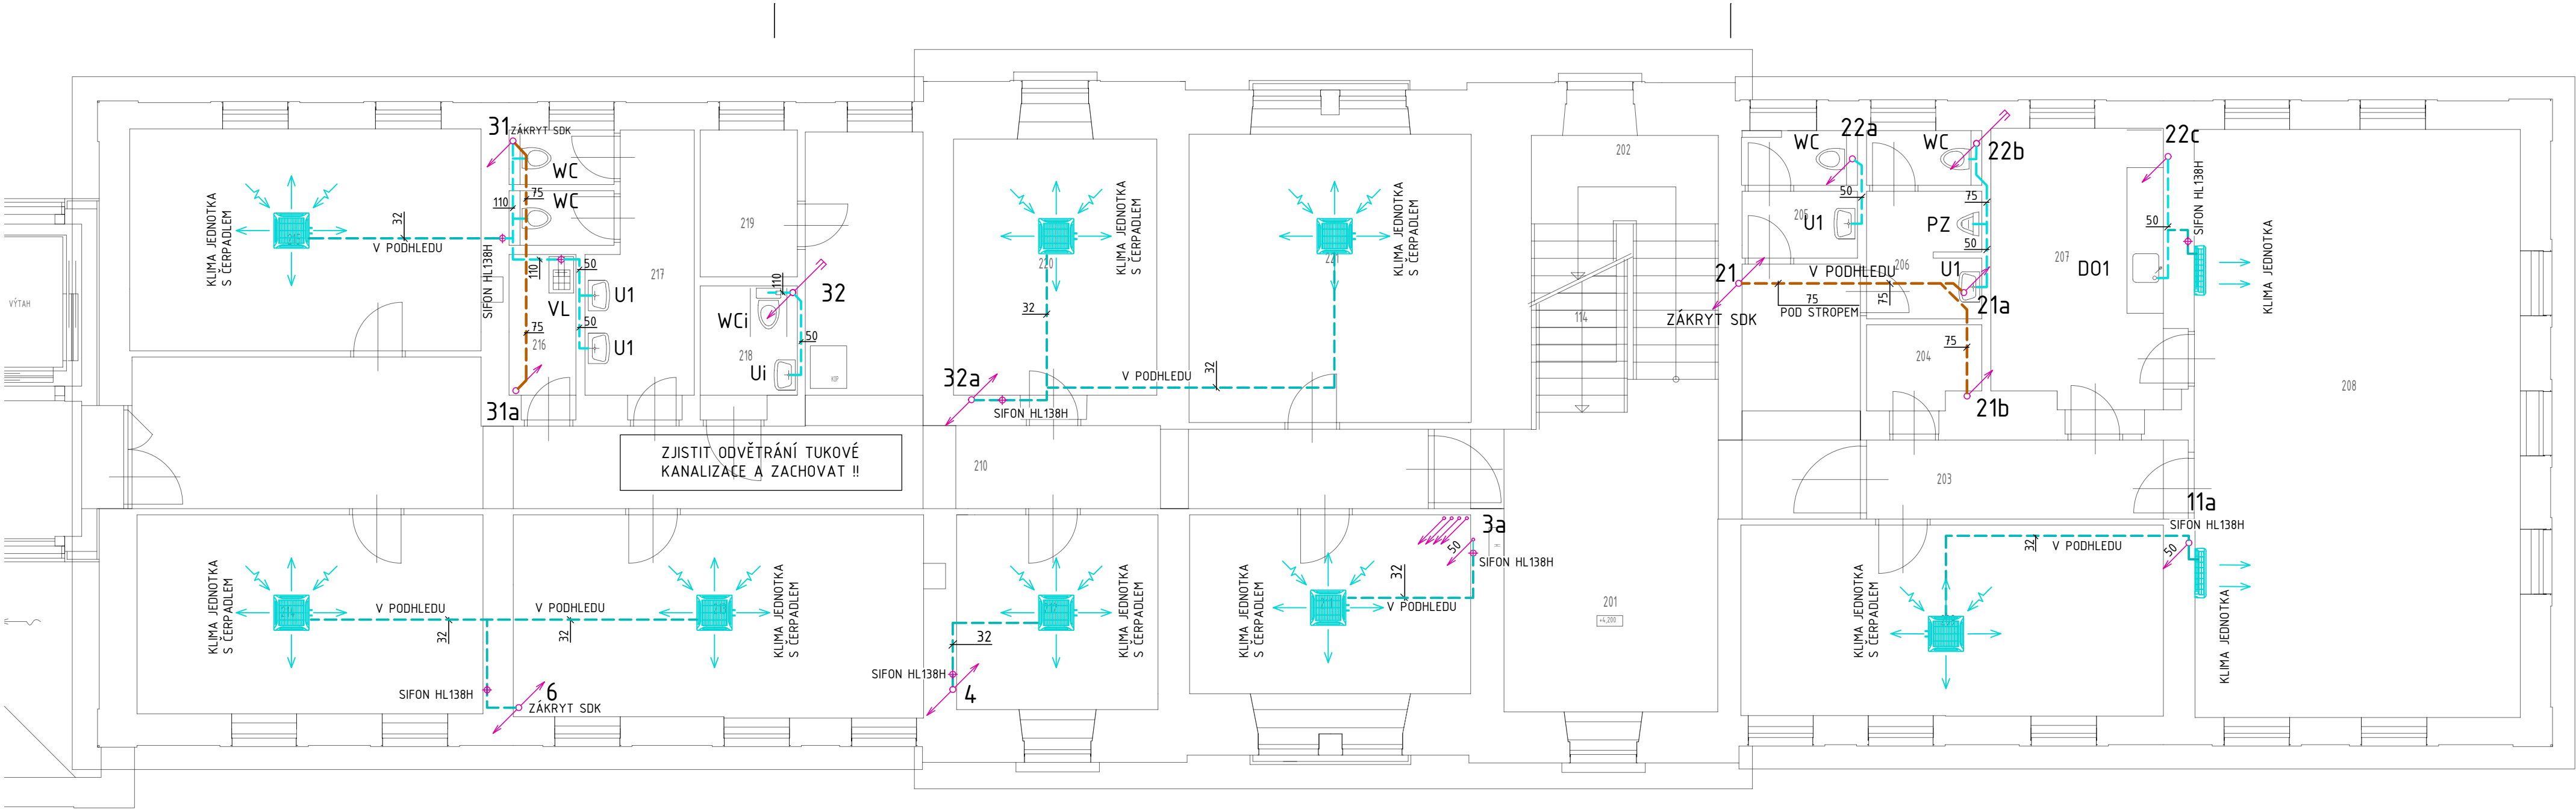 31
ZÁKRYT SDK
WC
75
110
WC
KLIMA JEDNOTKA
S ČERPADLEM
32
V PODHLEDU
SIFON HL138H
110
50
VL
U1
50
U1
75
216
31a
217
219
110
32
WCi
50
218
Ui
VÝTAH
KLIMA JEDNOTKA
S ČERPADLEM
220
32
32a
SIFON HL138H
V PODHLEDU
32
KLIMA JEDNOTKA
S ČERPADLEM
221
202
114
WC
22a
50
205
U1
WC
22b
75
PZ
50
U1
206
21
V PODHLEDU
75
75
POD STROPEM
ZÁKRYT SDK
21a
75
204
21b
22c
SIFON HL138H
50
207
DO1
KLIMA JEDNOTKA
208
ZJISTIT ODVĚTRÁNÍ TUKOVÉ
KANALIZACE A ZACHOVAT !!
210
203
11a
SIFON HL138H
50
KLIMA JEDNOTKA
KLIMA JEDNOTKA
S ČERPADLEM
V PODHLEDU
32
V PODHLEDU
32
KLIMA JEDNOTKA
S ČERPADLEM
SIFON HL138H
6
ZÁKRYT SDK
32
SIFON HL138H
4
KLIMA JEDNOTKA
S ČERPADLEM
KLIMA JEDNOTKA
S ČERPADLEM
3a
50
SIFON HL138H
32
V PODHLEDU
201
+4,200
KLIMA JEDNOTKA
S ČERPADLEM
32
V PODHLEDU